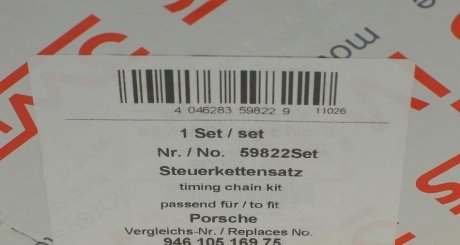 4 046283 59822 9 11026
1 Set / set
Nr. / No. 59822Set
Steuerkettensatz
timing chain kit
passend für / to fit
Porsche
Vergleichs-Nr. / Replaces No.
946 105 169 75